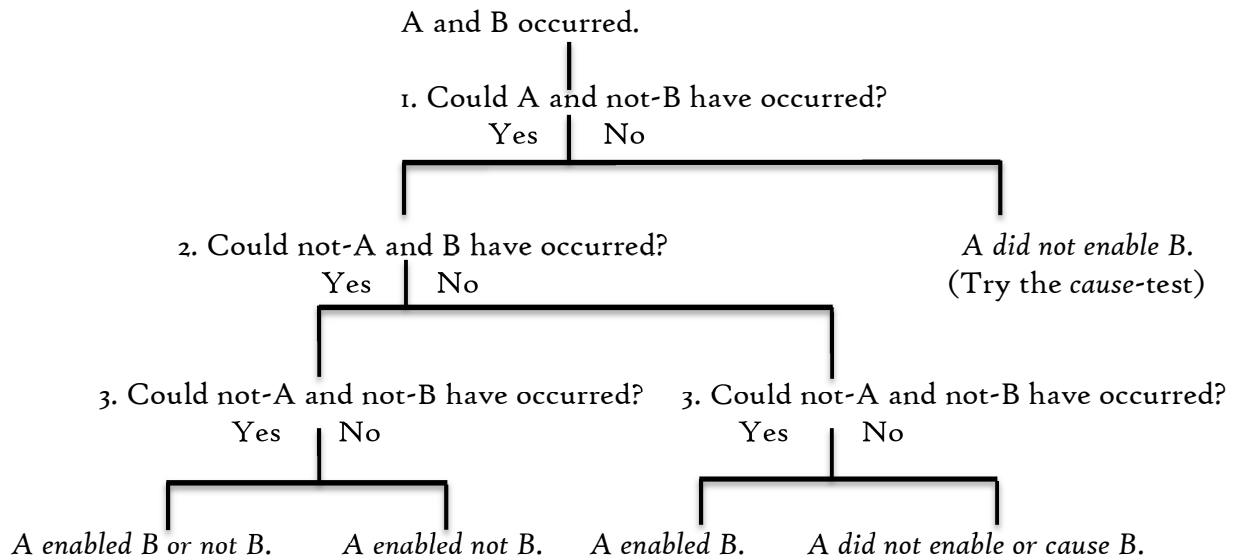 A and B occurred.
1. Could A and not-B have occurred?
Yes No
2. Could not-A and B have occurred?
A did not enable B.
Yes No
(Try the cause-test)
3. Could not-A and not-B have occurred?
3. Could not-A and not-B have occurred?
Yes No
Yes No
A enabled B or not B.
A enabled not B.
A enabled B.
A did not enable or cause B.